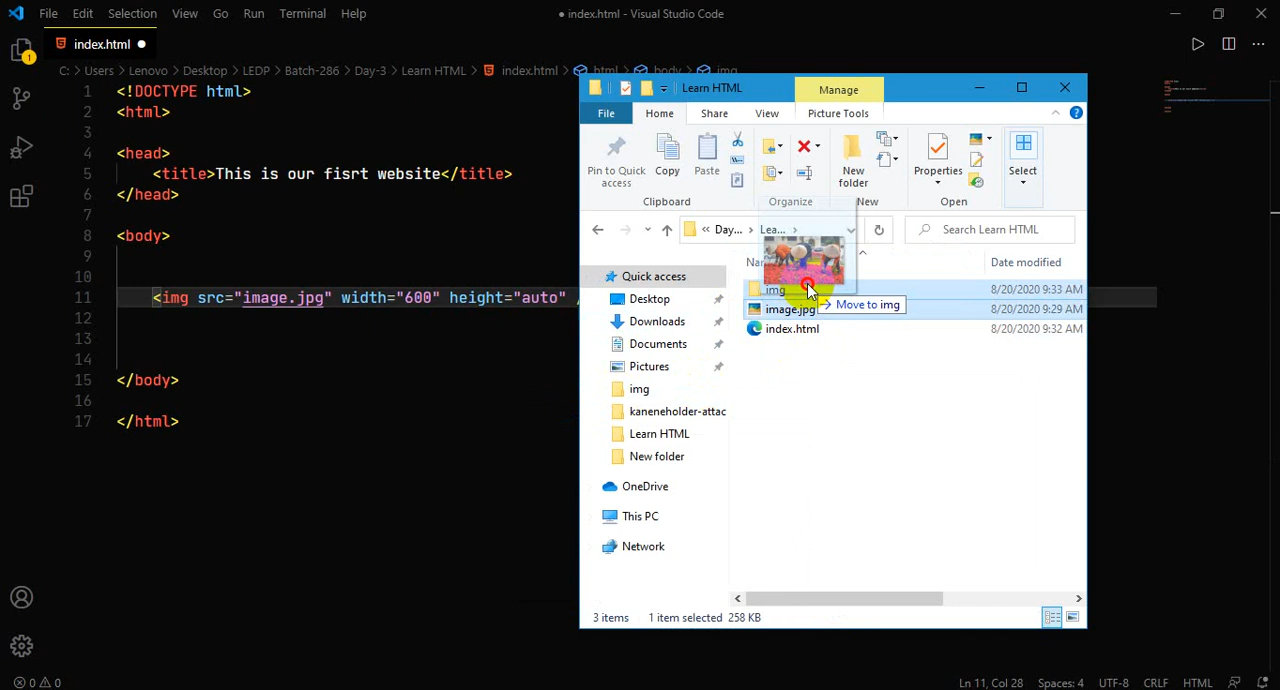 File Edit Selection View Go Run Terminal Help
● index.html - Visual Studio Code
index.html ●
C: > Users > Lenovo > Desktop > LEDP > Batch-286 > Day-3 > Learn HTML > index.html > html > body > img
1 <!DOCTYPE html>
2 <html>
3
4 <head>
5 <title>This is our fisrt website</title>
6 </head>
7
8 <body>
9
10
11 <img src="image.jpg" width="600" height="auto" /
12
13
14
15 </body>
16
17 </html>
1
Learn HTML
Manage
File Home Share View Picture Tools
Pin to Quick access
Copy
Paste
New folder
Properties
Select
Clipboard Organize New Open
« Day... > Lea... >
Search Learn HTML
Date modified
img 8/20/2020 9:33 AM
image.jpg 8/20/2020 9:29 AM
index.html 8/20/2020 9:32 AM
→ Move to img
Quick access
Desktop
Downloads
Documents
Pictures
img
kaneneholder-attac
Learn HTML
New folder
OneDrive
This PC
Network
3 items 1 item selected 258 KB
0 0
Ln 11, Col 28 Spaces: 4 UTF-8 CRLF HTML